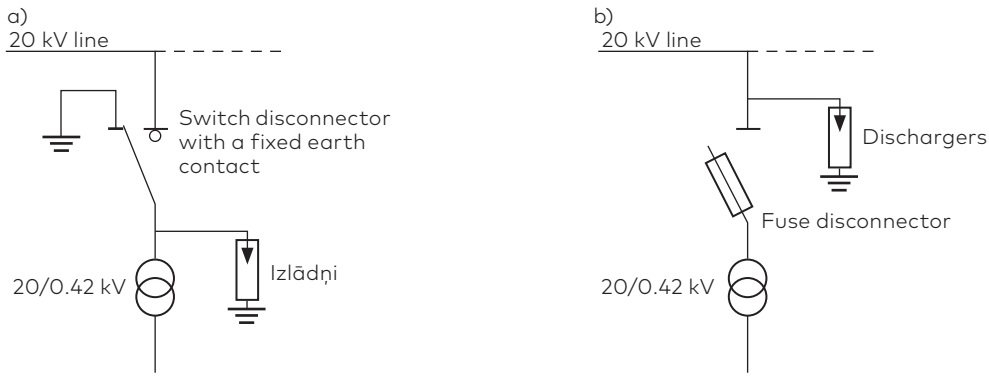 a)
20 kV line
Switch disconnector
with a fixed earth
contact
Izlādņi
20/0.42 kV
b)
20 kV line
Dischargers
Fuse disconnector
20/0.42 kV